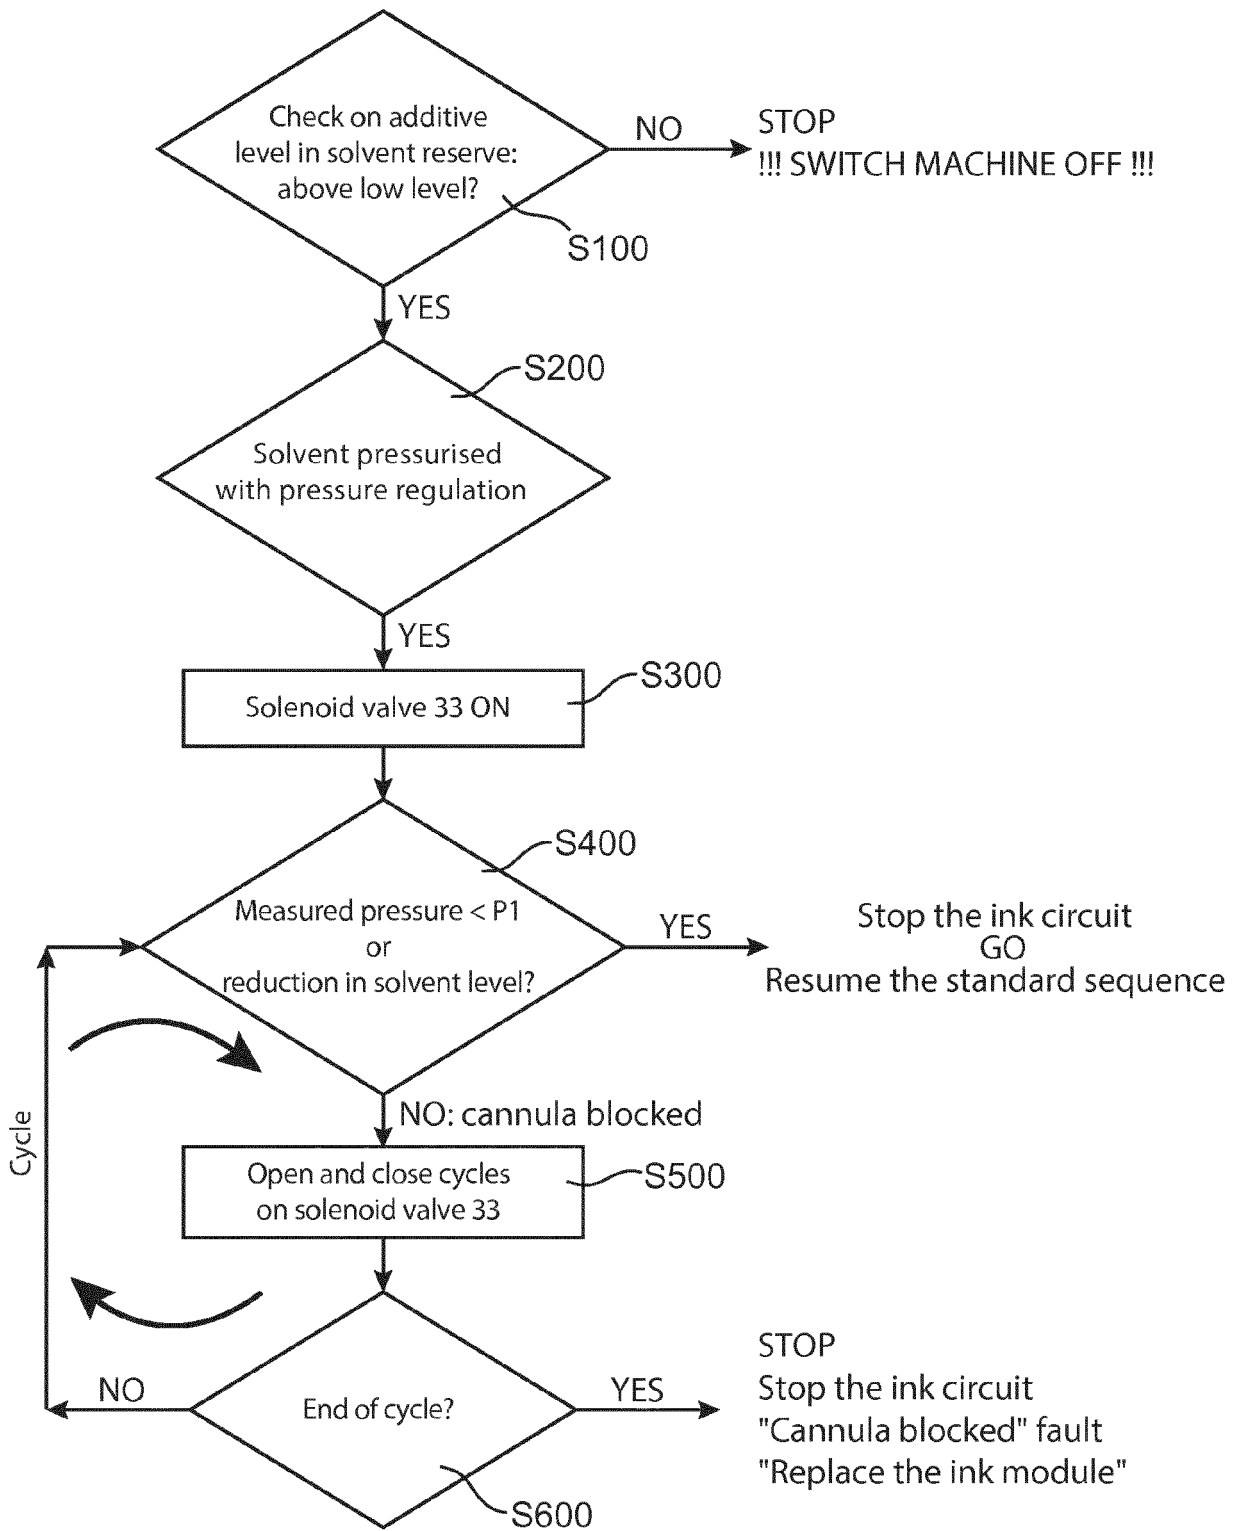 Check on additive
level in solvent reserve:
above low level?
NO
STOP
!!! SWITCH MACHINE OFF !!!
S100
YES
S200
Solvent pressurised
with pressure regulation
YES
S300
Solenoid valve 33 ON
S400
Measured pressure < P1
or
reduction in solvent level?
YES
Stop the ink circuit
GO
Resume the standard sequence
NO: cannula blocked
Cycle
Open and close cycles
on solenoid valve 33
S500
NO
End of cycle?
YES
STOP
Stop the ink circuit
"Cannula blocked" fault
"Replace the ink module"
S600